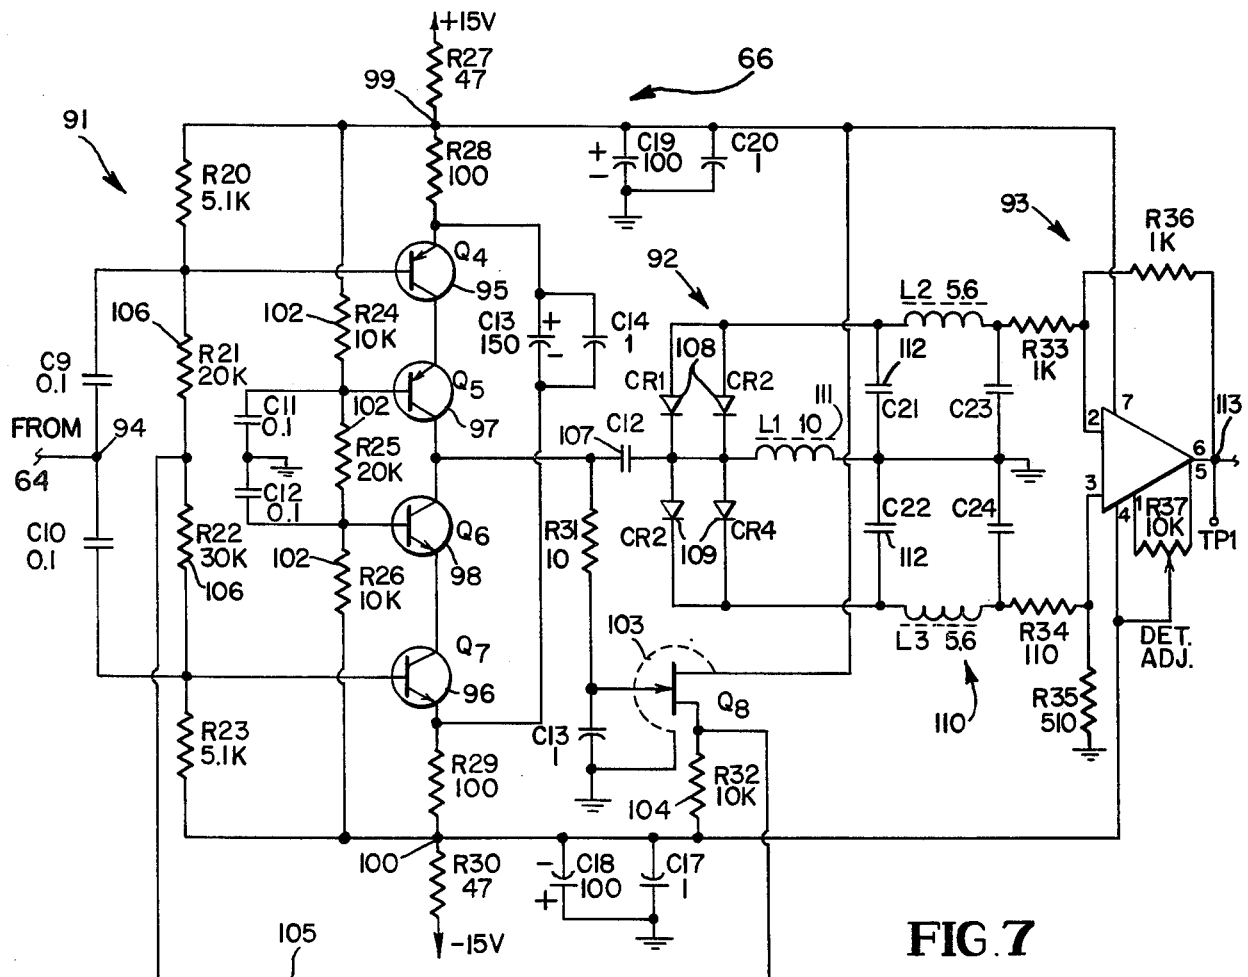 +15V
R27
47
99
66
91
R20
5.1K
R28
100
+
-
C19
100
C20
1
93
R36
1K
Q4
95
92
L2 5.6
106
102
R24
10K
C13
150
+
-
C14
1
108
112
R33
1K
C9
0.1
R21
20K
Q5
97
CR1
CR2
C21
C23
7
FROM
94
64
C11
0.1
102
R25
20K
107
C12
L1 10
111
2
113
6
5
3
4
1
R37
10K
TP1
C12
0.1
C10
0.1
R22
30K
106
102
R26
10K
Q6
98
R31
10
CR2
109
CR4
C22
112
C24
Q7
96
103
L3 5.6
R34
110
DET.
ADJ.
110
R23
5.1K
Q8
R35
510
C13
1
R29
100
104
R32
10K
100
R30
47
-
+
C18
100
C17
1
-15V
105
FIG. 7